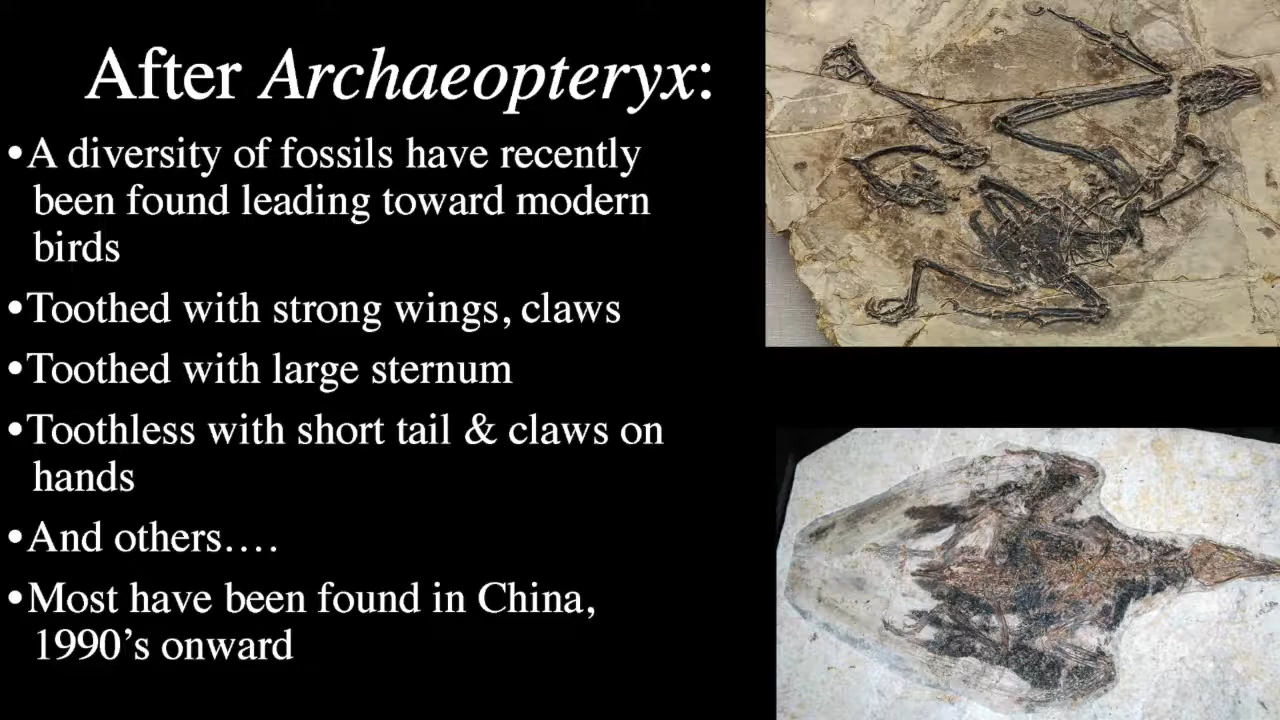 After Archaeopteryx:
•A diversity of fossils have recently
been found leading toward modern
birds
•Toothed with strong wings, claws
•Toothed with large sternum
•Toothless with short tail & claws on
hands
•And others….
•Most have been found in China,
1990’s onward